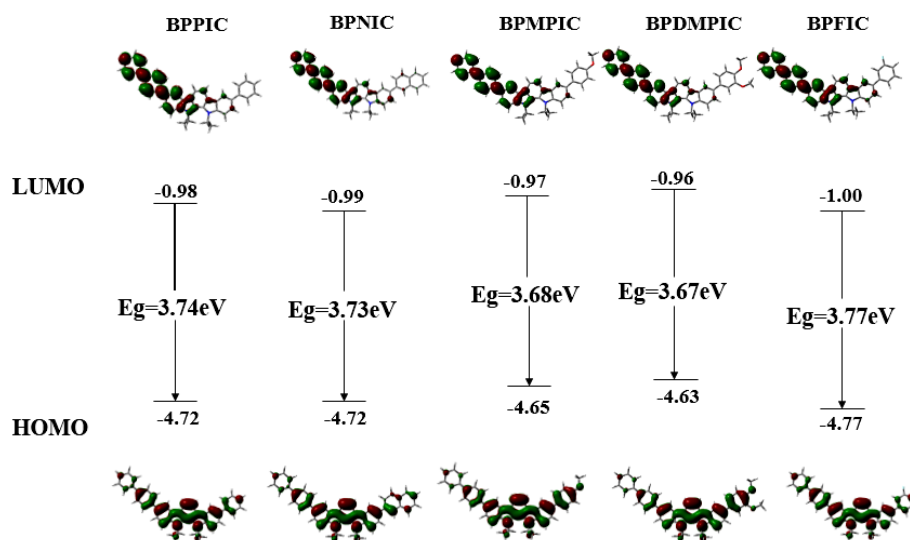 BPPIC BPNIC BPMPIC BPDMPIC BPFIC
LUMO
-0.98 -0.99 -0.97 -0.96 -1.00
Eg=3.74eV Eg=3.73eV Eg=3.68eV Eg=3.67eV Eg=3.77eV
-4.72 -4.72 -4.65 -4.63 -4.77
HOMO